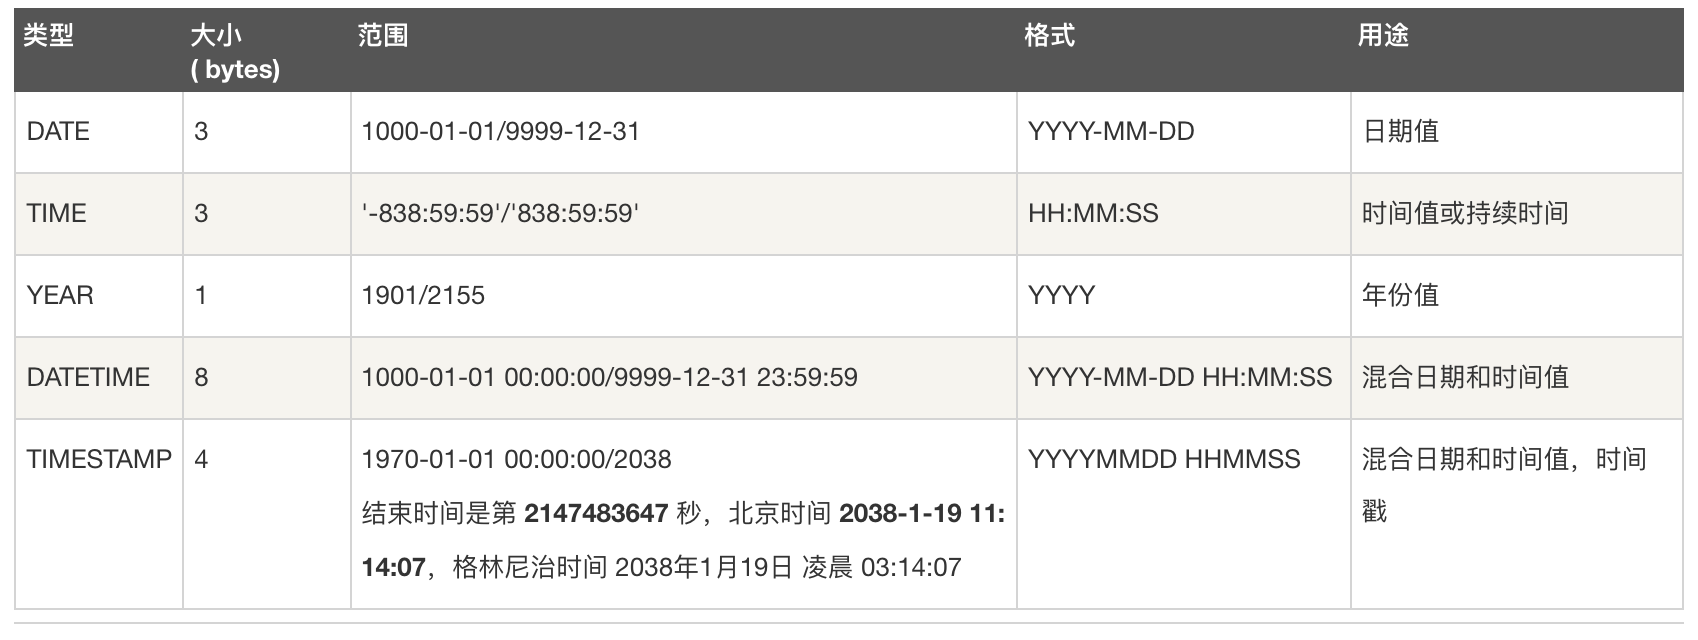 类型 大小 范围 格式 用途
( bytes)
DATE 3 1000-01-01/9999-12-31 YYYY-MM-DD 日期值
TIME 3 '-838:59:59'/'838:59:59' HH:MM:SS 时间值或持续时间
YEAR 1 1901/2155 YYYY 年份值
DATETIME 8 1000-01-01 00:00:00/9999-12-31 23:59:59 YYYY-MM-DD HH:MM:SS 混合日期和时间值
TIMESTAMP 4 1970-01-01 00:00:00/2038 YYYYMMDD HHMMSS 混合日期和时间值，时间
结束时间是第 2147483647 秒，北京时间 2038-1-19 11: 戳
14:07，格林尼治时间 2038年1月19日 凌晨 03:14:07